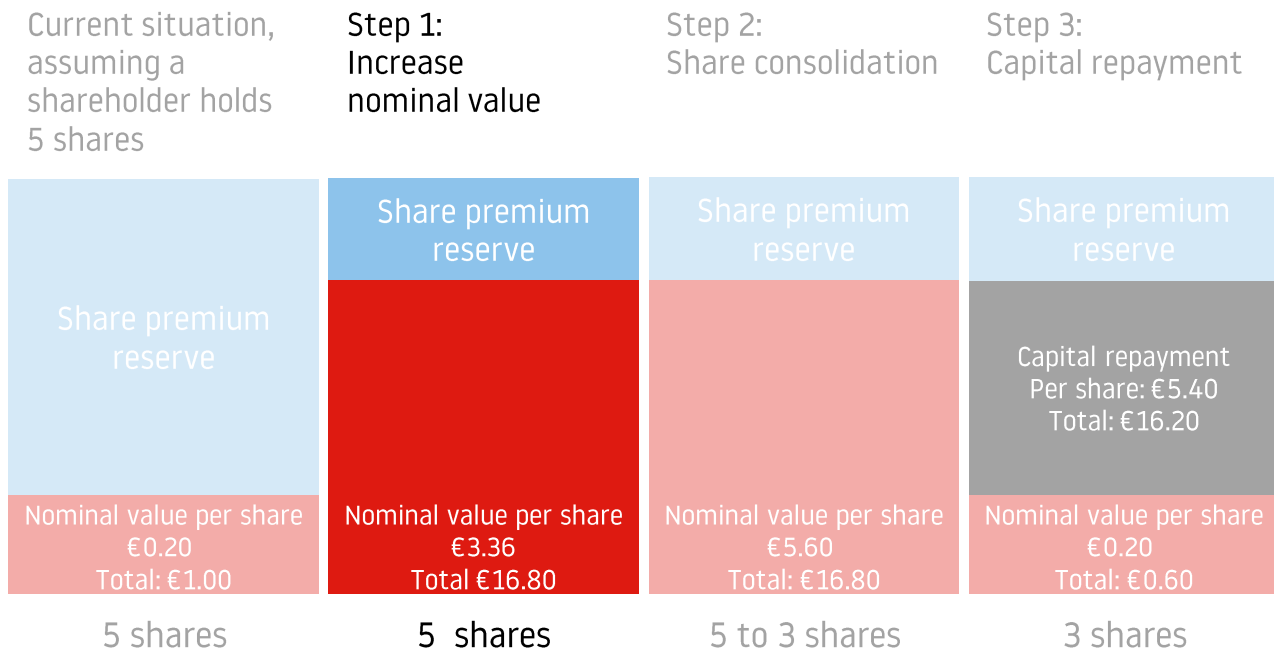 Current situation,
assuming a
shareholder holds
5 shares
Step 1:
Increase
nominal value
Step 2:
Share consolidation
Step 3:
Capital repayment
Share premium
reserve
Nominal value per share
€0.20
Total: €1.00
5 shares
Share premium
reserve
Nominal value per share
€3.36
Total €16.80
5 shares
Share premium
reserve
Nominal value per share
€5.60
Total: €16.80
5 to 3 shares
Share premium
reserve
Capital repayment
Per share: €5.40
Total: €16.20
Nominal value per share
€0.20
Total: €0.60
3 shares